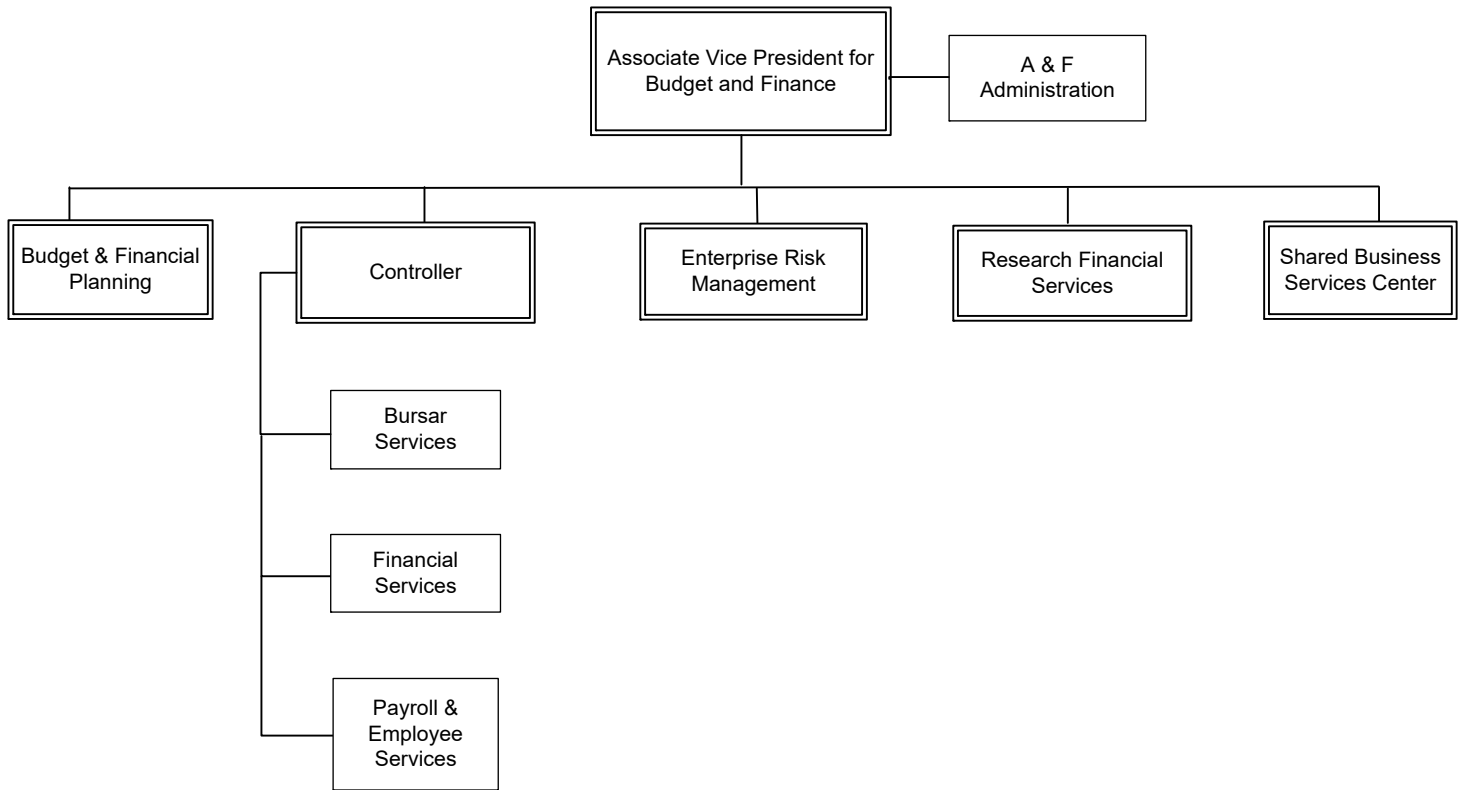 Associate Vice President for
Budget and Finance
A & F
Administration
Budget & Financial
Planning
Controller
Enterprise Risk
Management
Research Financial
Services
Shared Business
Services Center
Bursar
Services
Financial
Services
Payroll &
Employee
Services